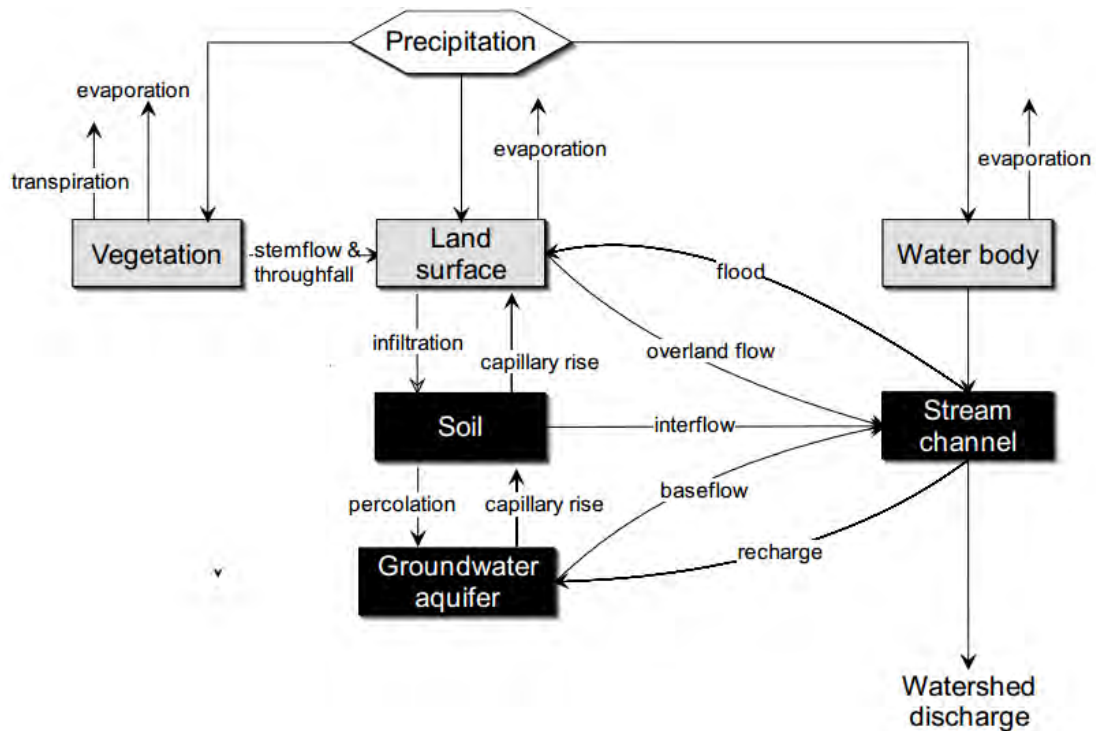 Precipitation
evaporation
transpiration
evaporation
evaporation
Vegetation
stemflow &
throughfall
Land
surface
flood
Water body
infiltration
capillary rise
overland flow
Soil
interflow
Stream
channel
percolation
capillary rise
baseflow
recharge
Groundwater
aquifer
Watershed
discharge